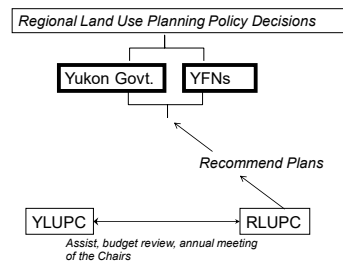 Regional Land Use Planning Policy Decisions
Yukon Govt. YFNs
Recommend Plans
YLUPC RLUPC
Assist, budget review, annual meeting
of the Chairs